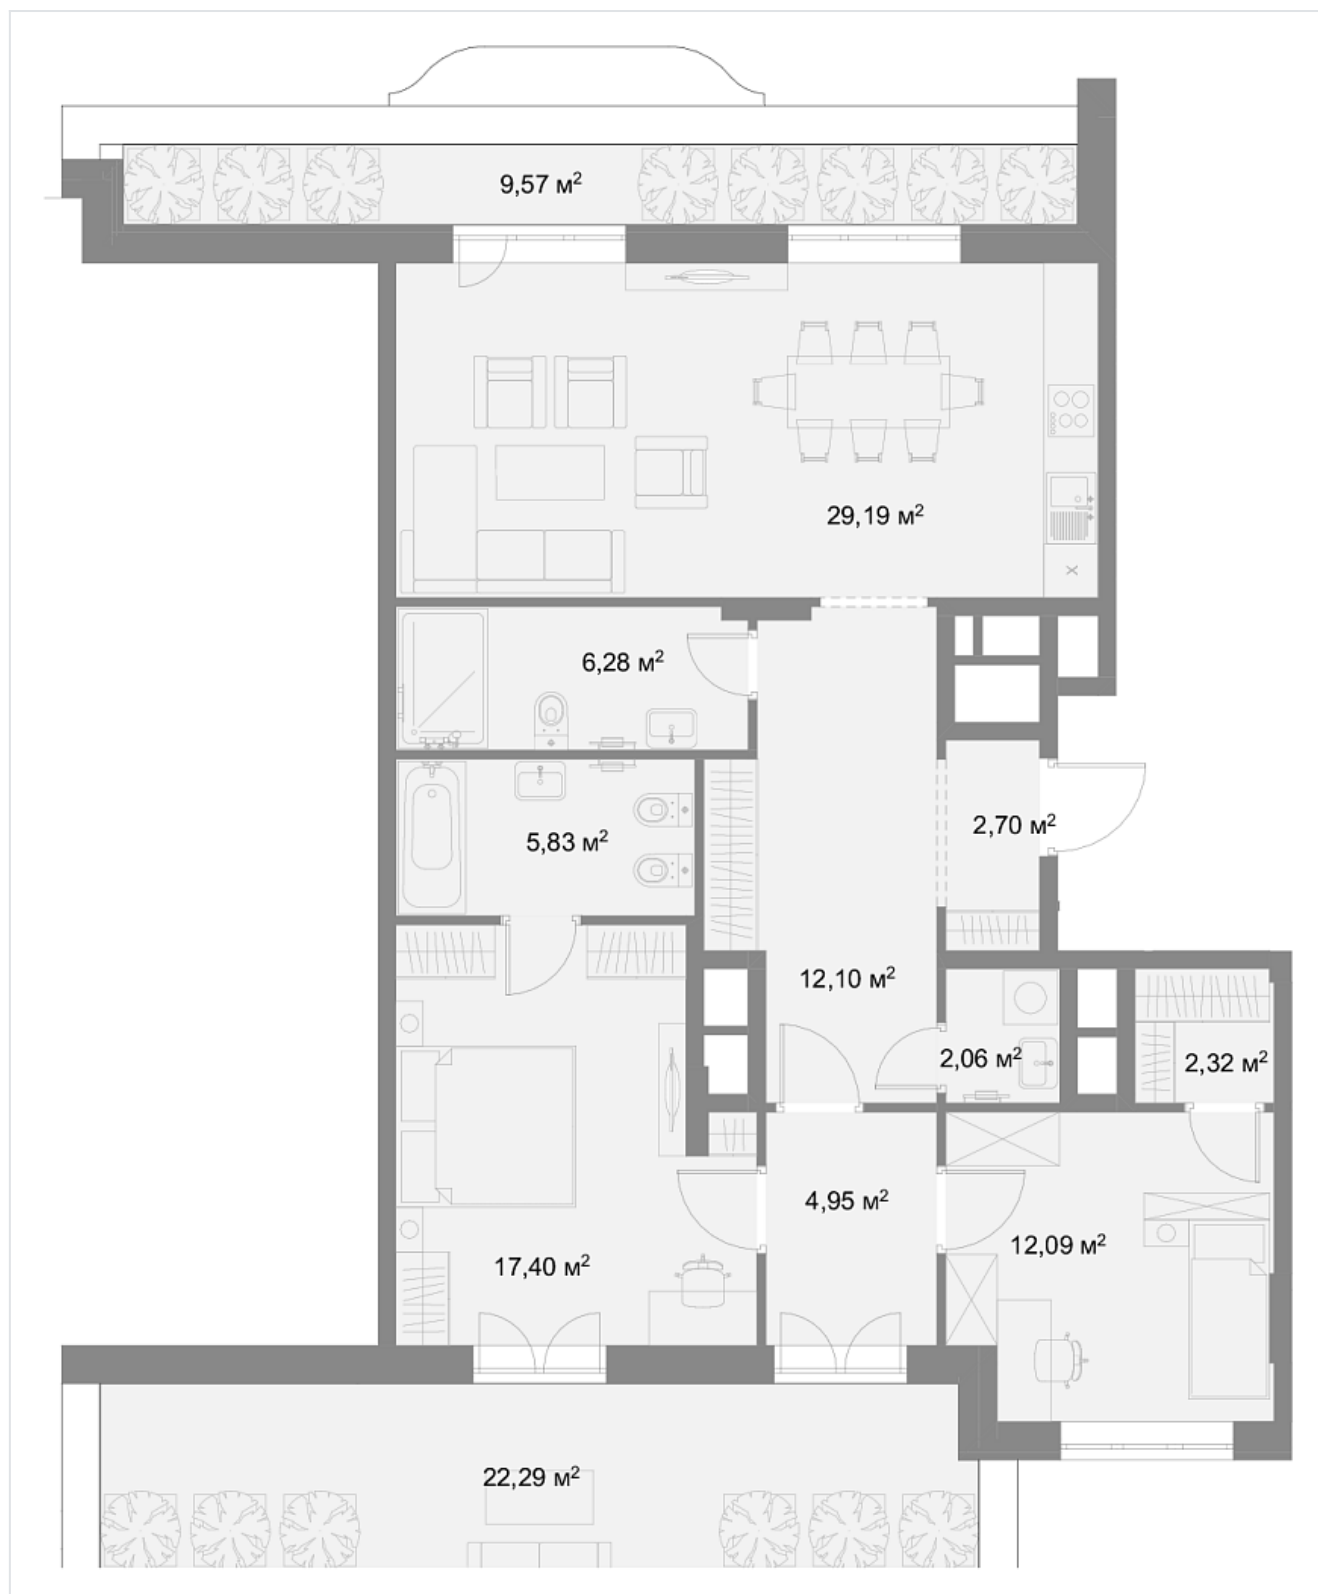 9,57 м²
29,19 м²
6,28 м²
5,83 м²
2,70 м²
12,10 м²
2,06 м²
2,32 м²
4,95 м²
12,09 м²
17,40 м²
22,29 м²